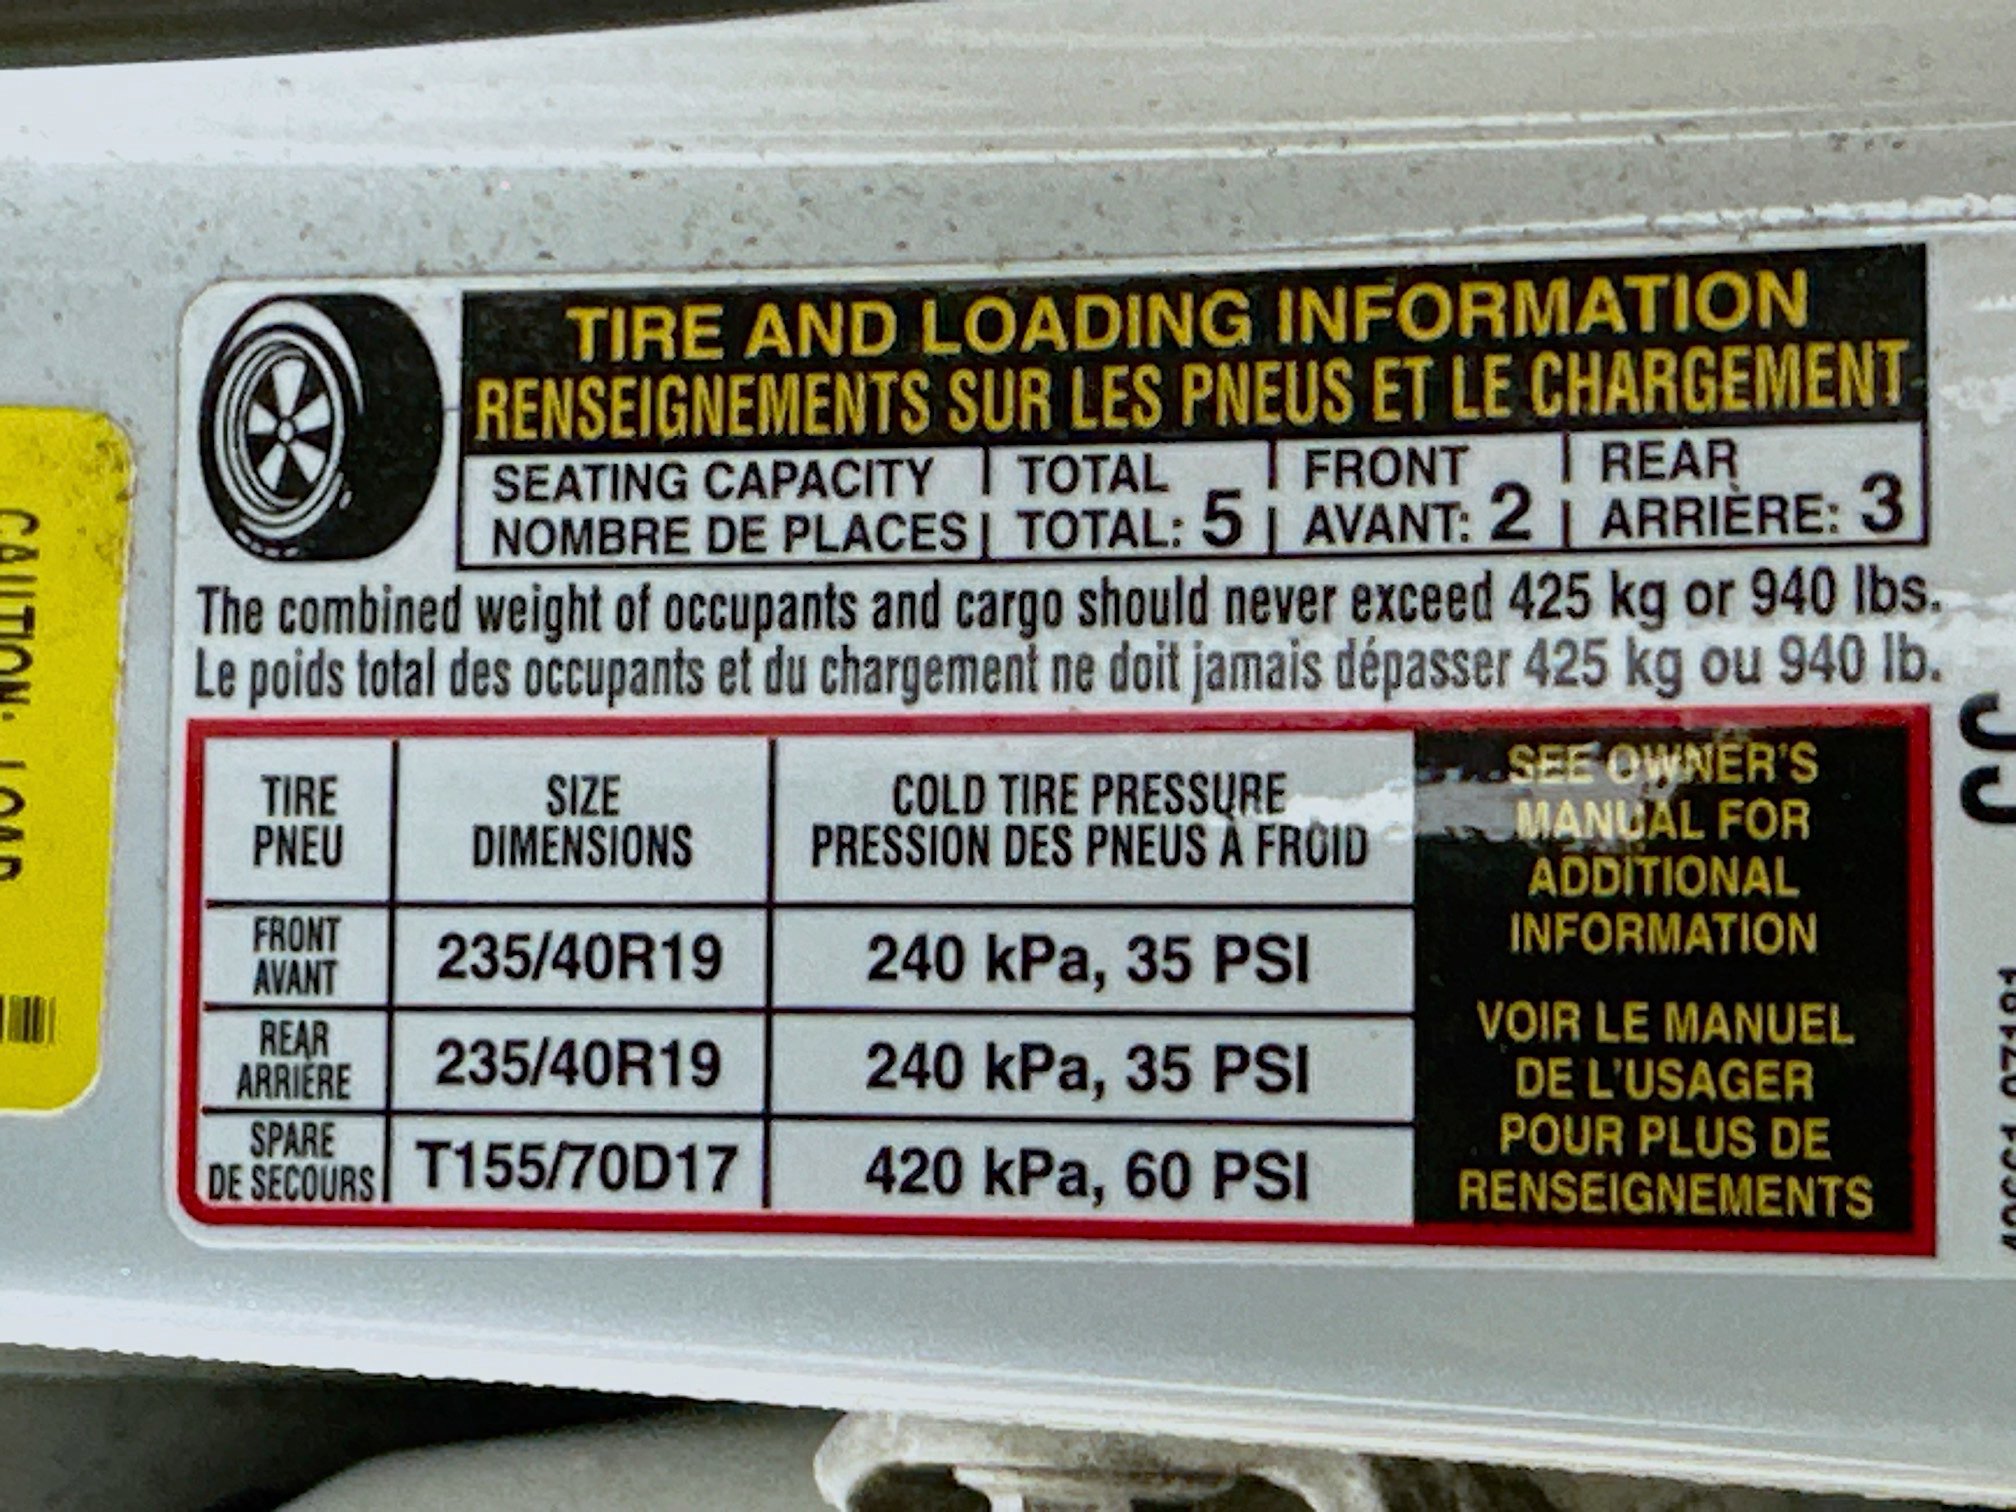 TIRE AND LOADING INFORMATION
RENSEIGNEMENTS SUR LES PNEUS ET LE CHARGEMENT
SEATING CAPACITY | TOTAL | FRONT | REAR
NOMBRE DE PLACES | TOTAL: 5 | AVANT: 2 | ARRIÈRE: 3
The combined weight of occupants and cargo should never exceed 425 kg or 940 lbs.
Le poids total des occupants et du chargement ne doit jamais dépasser 425 kg ou 940 lb.
TIRE
PNEU
SIZE
DIMENSIONS
COLD TIRE PRESSURE
PRESSION DES PNEUS À FROID
FRONT
AVANT
235/40R19
240 kPa, 35 PSI
REAR
ARRIÈRE
235/40R19
240 kPa, 35 PSI
SPARE
DE SECOURS
T155/70D17
420 kPa, 60 PSI
SEE OWNER'S
MANUAL FOR
ADDITIONAL
INFORMATION
VOIR LE MANUEL
DE L'USAGER
POUR PLUS DE
RENSEIGNEMENTS
CAUTION: